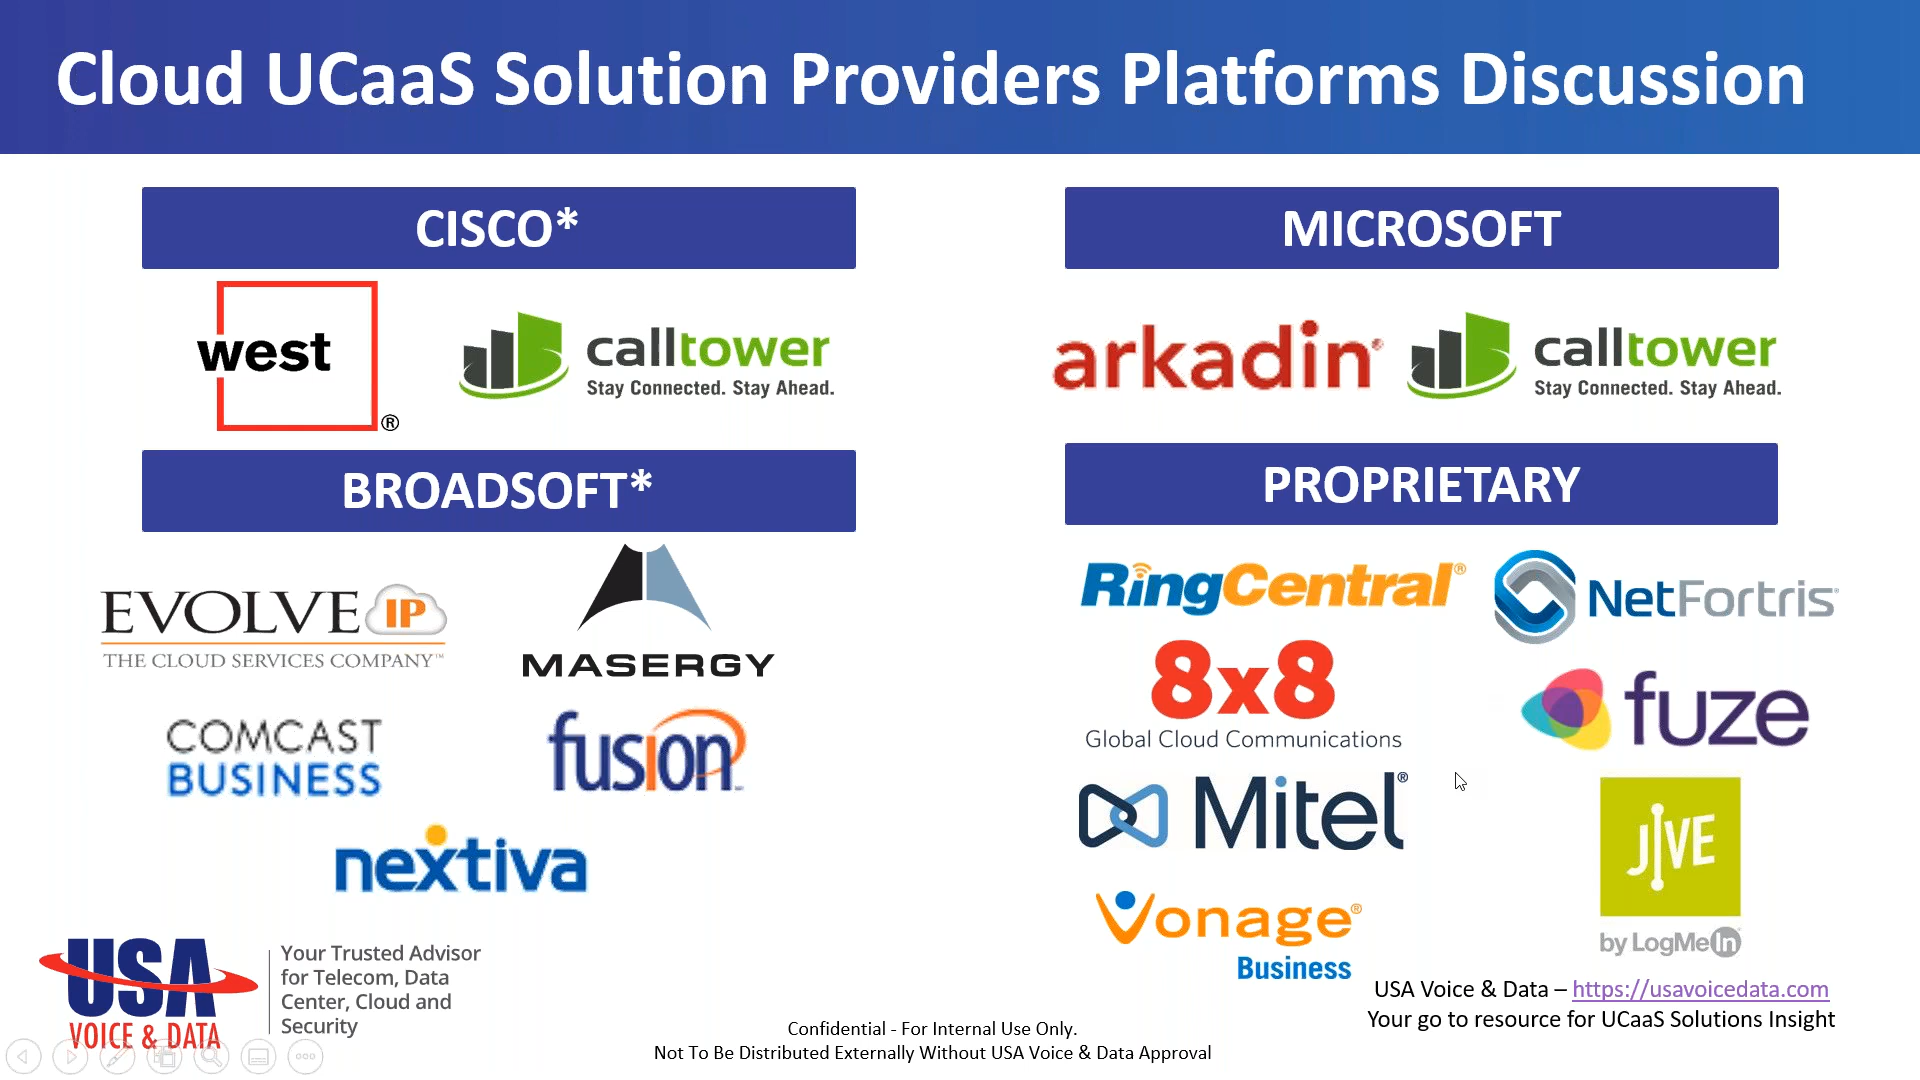 Cloud UCaaS Solution Providers Platforms Discussion
CISCO*
west
®
calltower
Stay Connected. Stay Ahead.
BROADSOFT*
EVOLVE IP
THE CLOUD SERVICES COMPANY™
MASERGY
COMCAST
BUSINESS
fusion
nextiva
MICROSOFT
arkadin®
calltower
Stay Connected. Stay Ahead.
PROPRIETARY
RingCentral®
NetFortris®
8x8
Global Cloud Communications
fuze
Mitel®
JIVE
by LogMeIn
Vonage®
Business
USA
VOICE & DATA
Your Trusted Advisor
for Telecom, Data
Center, Cloud and
Security
Confidential - For Internal Use Only.
Not To Be Distributed Externally Without USA Voice & Data Approval
USA Voice & Data – https://usavoicedata.com
Your go to resource for UCaaS Solutions Insight